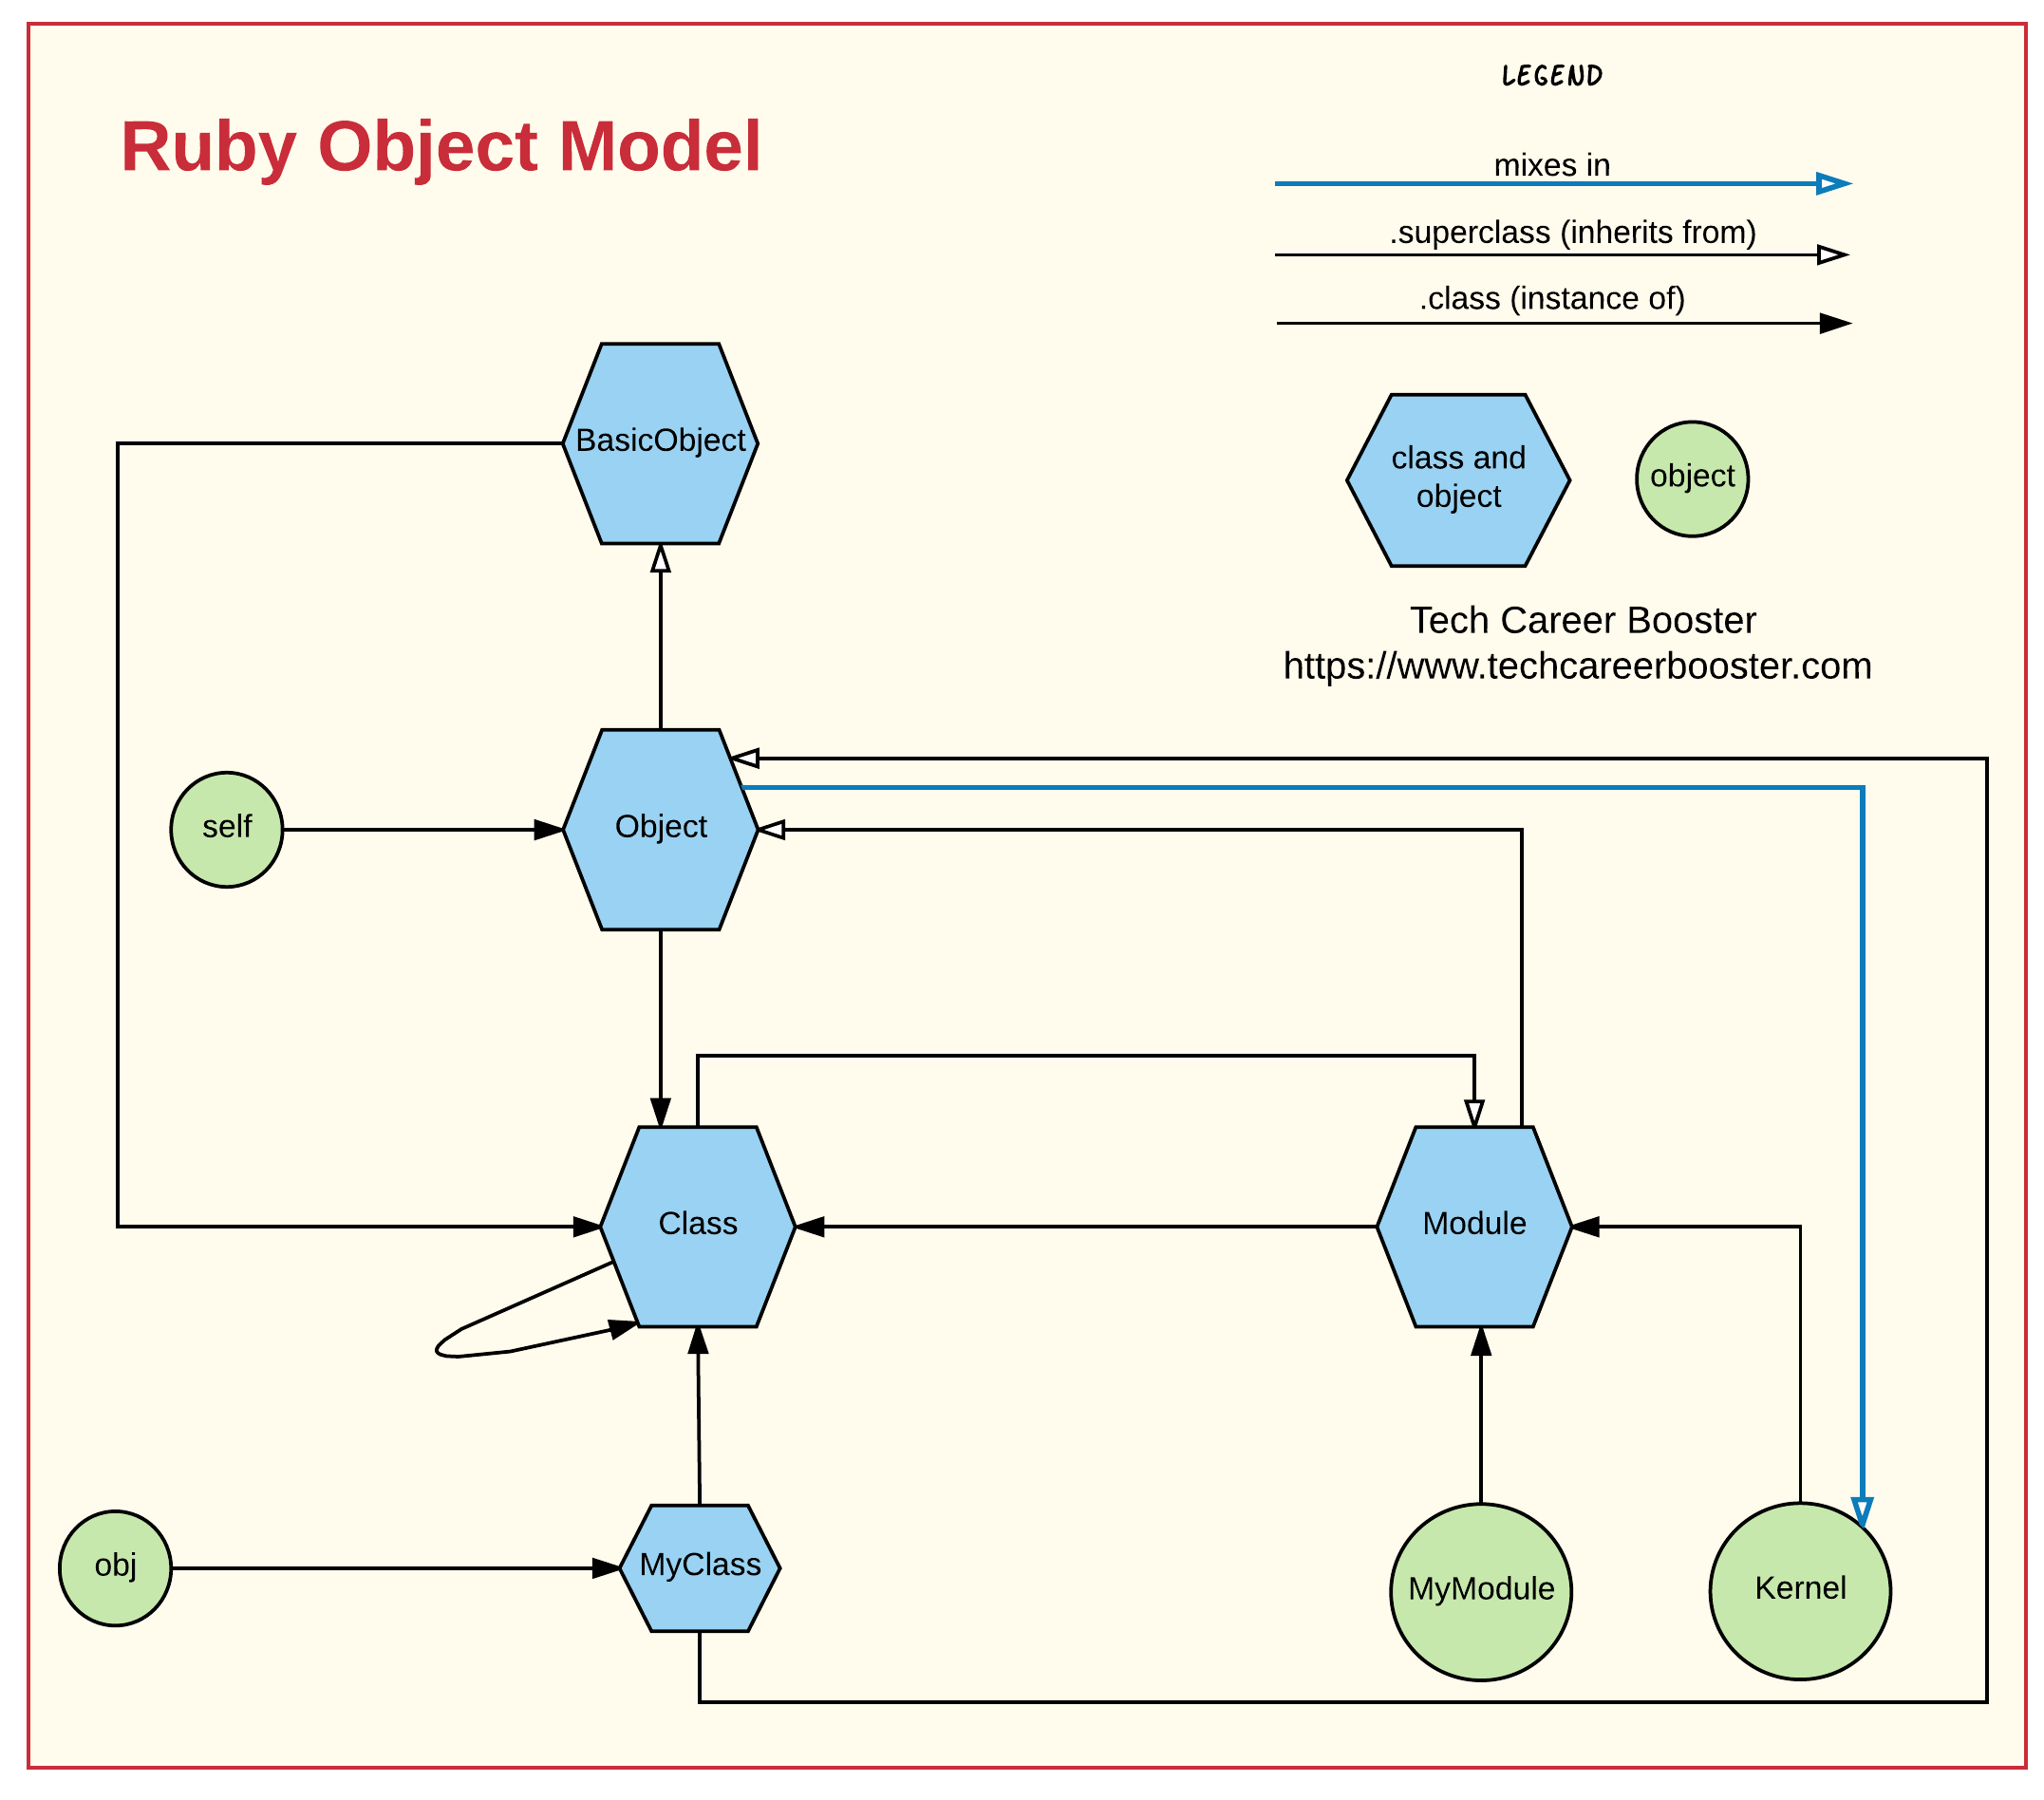 LEGEND
Ruby Object Model
mixes in
.superclass (inherits from)
.class (instance of)
BasicObject
class and
object
object
Tech Career Booster
https://www.techcareerbooster.com
self
Object
Class
Module
obj
MyClass
MyModule
Kernel